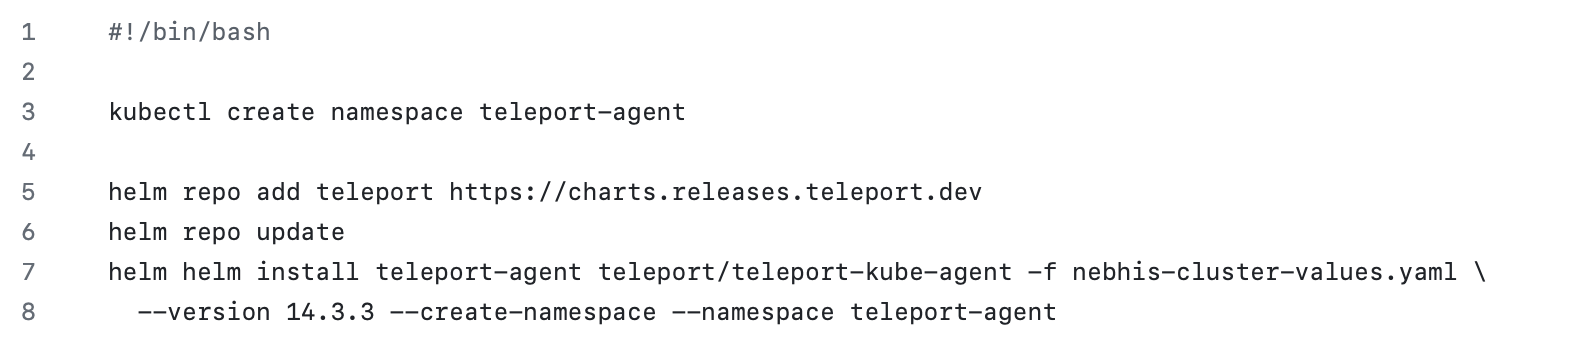 1 #!/bin/bash
2
3 kubectl create namespace teleport-agent
4
5 helm repo add teleport https://charts.releases.teleport.dev
6 helm repo update
7 helm helm install teleport-agent teleport/teleport-kube-agent -f nebhis-cluster-values.yaml \
8 --version 14.3.3 --create-namespace --namespace teleport-agent